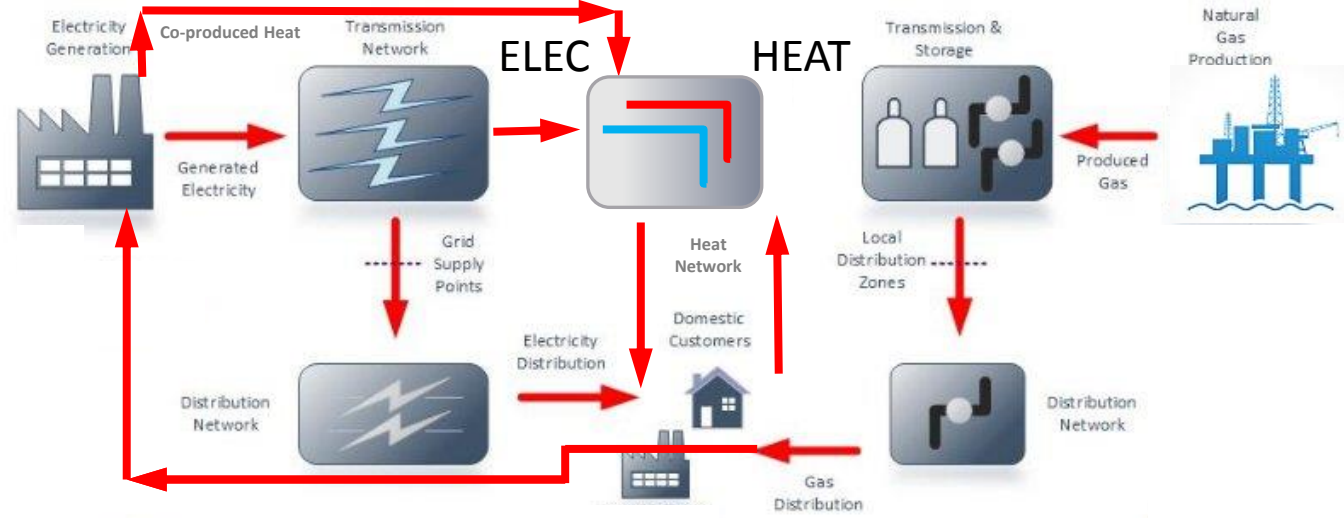 Electricity
Generation
Co-produced Heat
Transmission
Network
ELEC
HEAT
Transmission &
Storage
Natural
Gas
Production
Generated
Electricity
Produced
Gas
Grid
Supply
Points
Heat
Network
Local
Distribution
Zones
Electricity
Distribution
Domestic
Customers
Distribution
Network
Distribution
Network
Gas
Distribution